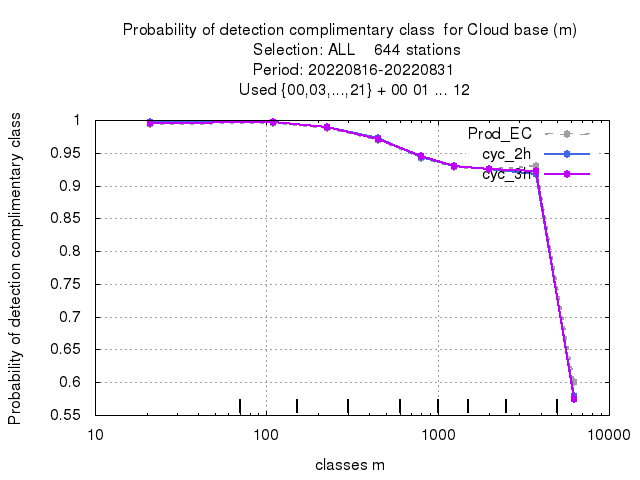 Probability of detection complimentary class  for Cloud base (m)
Selection: ALL    644 stations
Period: 20220816-20220831
Used {00,03,...,21} + 00 01 ... 12
Probability of detection complimentary class
1
0.95
0.9
0.85
0.8
0.75
0.7
0.65
0.6
0.55
Prod_EC
cyc_2h
cyc_3h
10
100
1000
10000
classes m